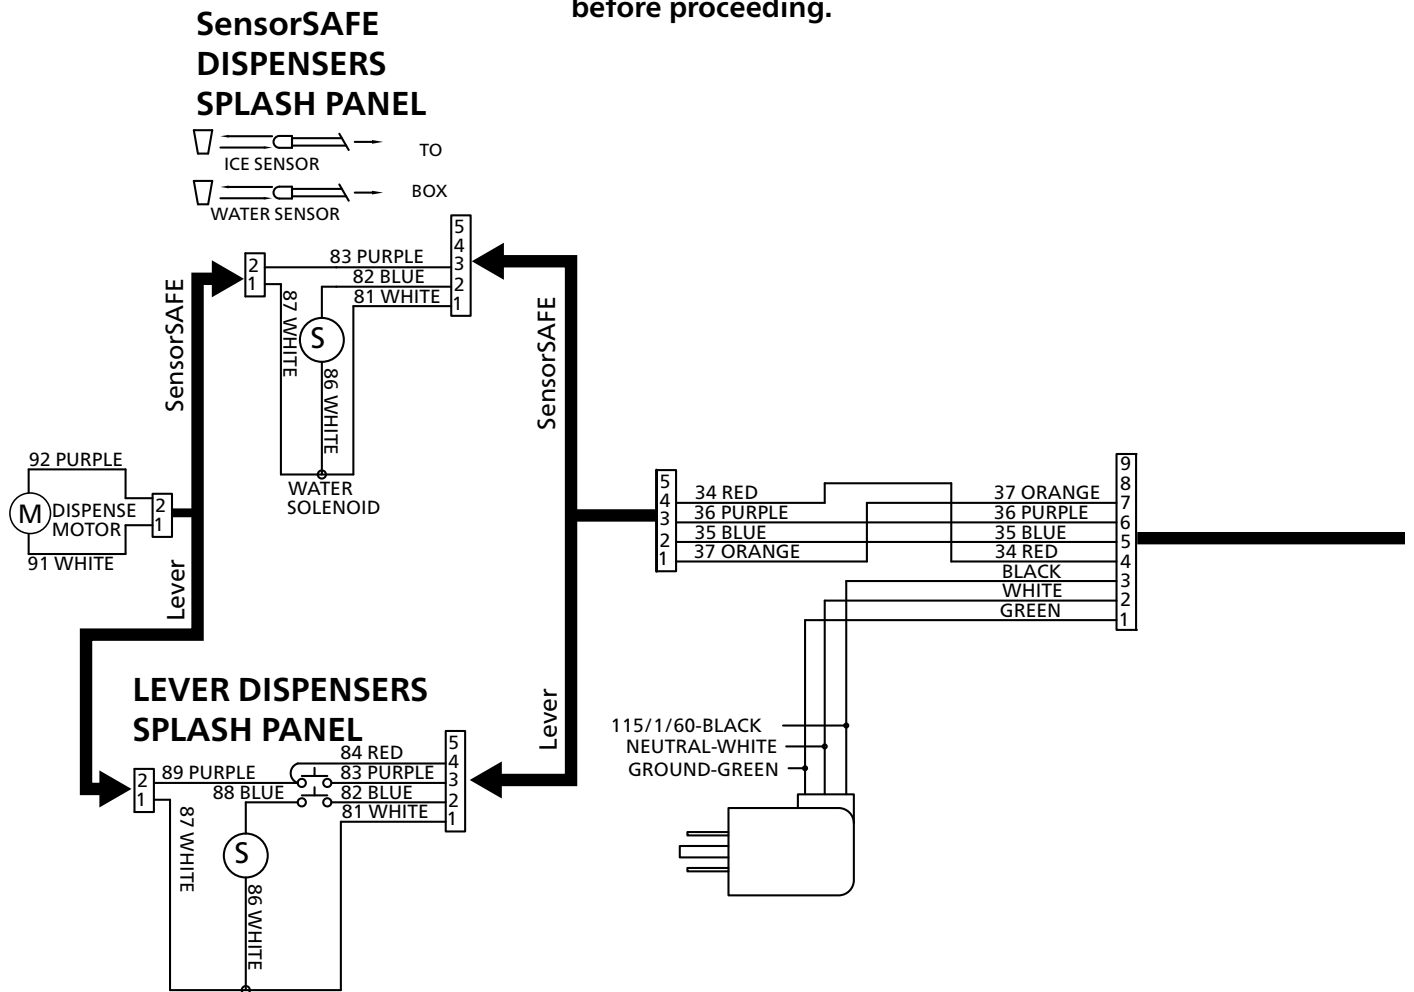 before proceeding.
SensorSAFE
DISPENSERS
SPLASH PANEL
TO
ICE SENSOR
BOX
WATER SENSOR
5
4
3
2
1
83 PURPLE
82 BLUE
81 WHITE
2
1
87 WHITE
S
86 WHITE
WATER
SOLENOID
SensorSAFE
SensorSAFE
92 PURPLE
M
DISPENSE
MOTOR
2
1
91 WHITE
Lever
5
4
3
2
1
34 RED
36 PURPLE
35 BLUE
37 ORANGE
37 ORANGE
36 PURPLE
35 BLUE
34 RED
BLACK
WHITE
GREEN
9
8
7
6
5
4
3
2
1
Lever
115/1/60-BLACK
NEUTRAL-WHITE
GROUND-GREEN
LEVER DISPENSERS
SPLASH PANEL
84 RED
83 PURPLE
82 BLUE
81 WHITE
5
4
3
2
1
2
1
89 PURPLE
88 BLUE
87 WHITE
S
86 WHITE